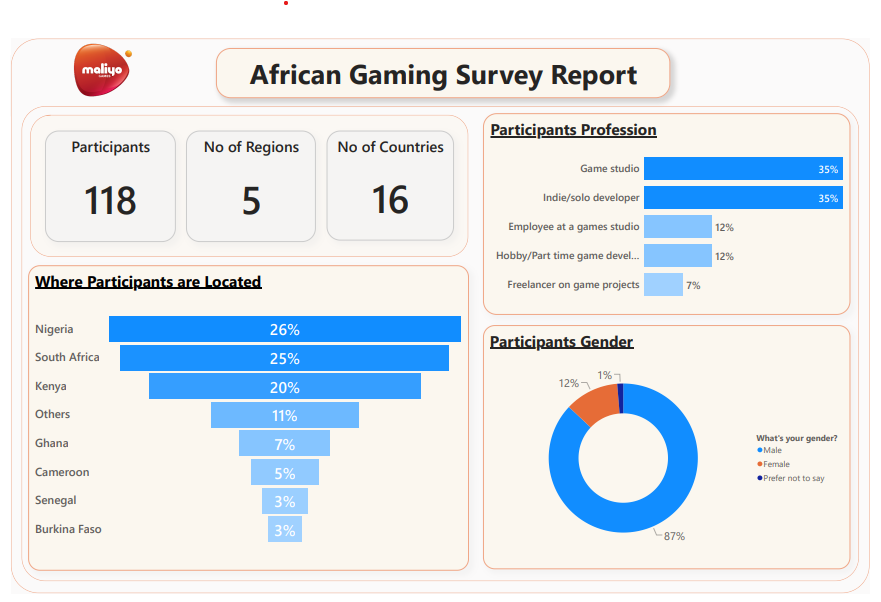 maliyo
GAMES
African Gaming Survey Report
Participants
118
No of Regions
5
No of Countries
16
Where Participants are Located
Nigeria 26%
South Africa 25%
Kenya 20%
Others 11%
Ghana 7%
Cameroon 5%
Senegal 3%
Burkina Faso 3%
Participants Profession
Game studio 35%
Indie/solo developer 35%
Employee at a games studio 12%
Hobby/Part time game devel... 12%
Freelancer on game projects 7%
Participants Gender
1%
12%
87%
What's your gender?
Male
Female
Prefer not to say